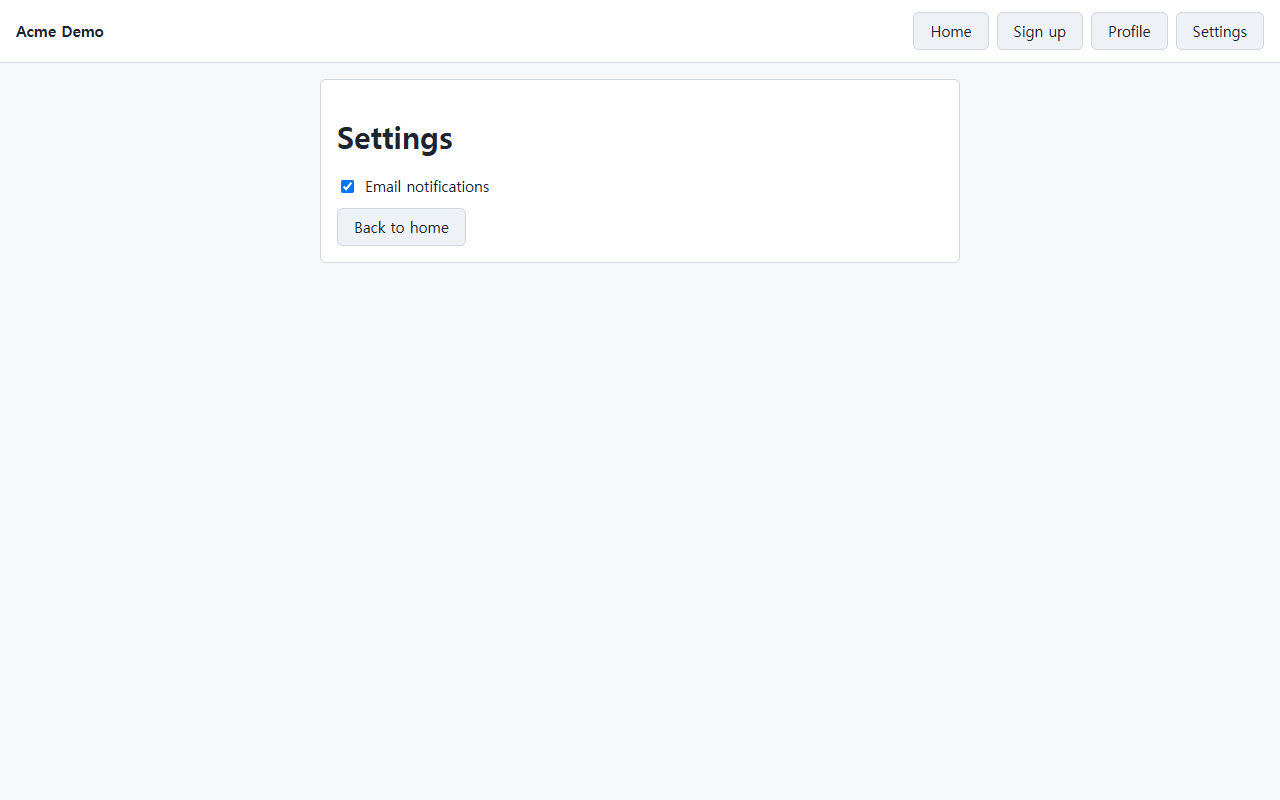 Acme Demo
Home
Sign up
Profile
Settings
Settings
Email notifications
Back to home